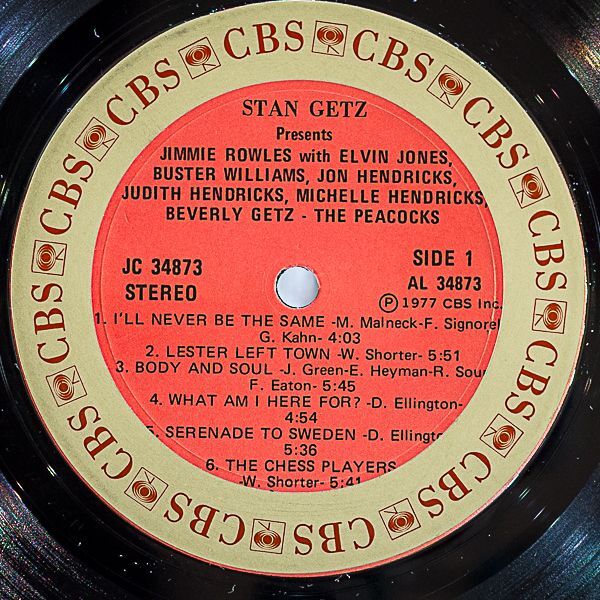 CBS CBS CBS CBS CBS CBS CBS CBS CBS CBS CBS CBS
STAN GETZ
Presents
JIMMIE ROWLES with ELVIN JONES,
BUSTER WILLIAMS, JON HENDRICKS,
JUDITH HENDRICKS, MICHELLE HENDRICKS,
BEVERLY GETZ - THE PEACOCKS
JC 34873
STEREO
SIDE 1
AL 34873
Ⓟ 1977 CBS Inc.
1. I'LL NEVER BE THE SAME -M. Malneck-F. Signorel
G. Kahn- 4:03
2. LESTER LEFT TOWN -W. Shorter- 5:51
3. BODY AND SOUL -J. Green-E. Heyman-R. Sour
F. Eaton- 5:45
4. WHAT AM I HERE FOR? -D. Ellington-
4:54
5. SERENADE TO SWEDEN -D. Ellingto
5:36
6. THE CHESS PLAYERS
-W. Shorter- 5:41